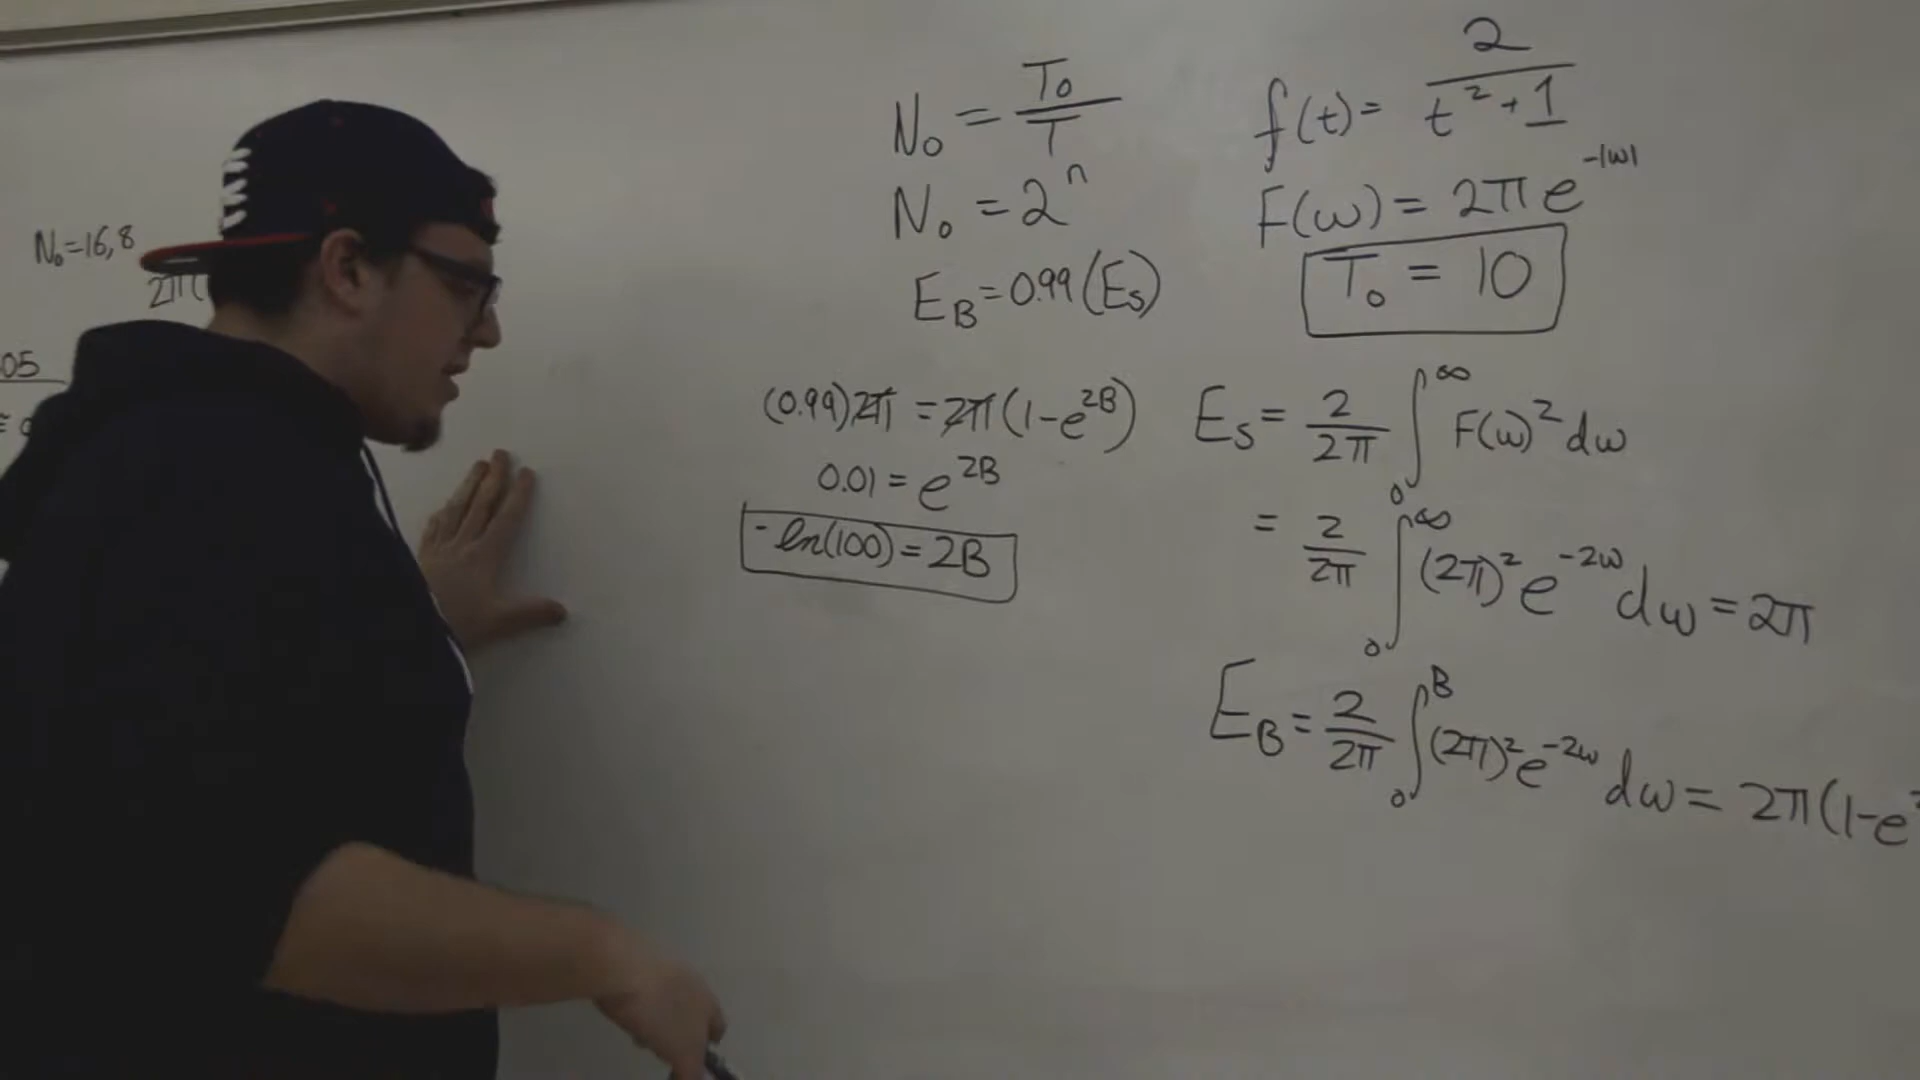 N₀=16,8
2π(
05
N₀ = T₀/T
N₀ = 2ⁿ
E_B = 0.99(E_S)
(0.99)2π = 2π(1-e^{2B})
0.01 = e^{2B}
-ln(100) = 2B
f(t) = 2/(t²+1)
F(ω) = 2πe^{-|ω|}
T₀ = 10
E_S = 2/2π ∫₀^∞ F(ω)² dω
= 2/2π ∫₀^∞ (2π)² e^{-2ω} dω = 2π
E_B = 2/2π ∫₀^B (2π)² e^{-2ω} dω = 2π(1-e